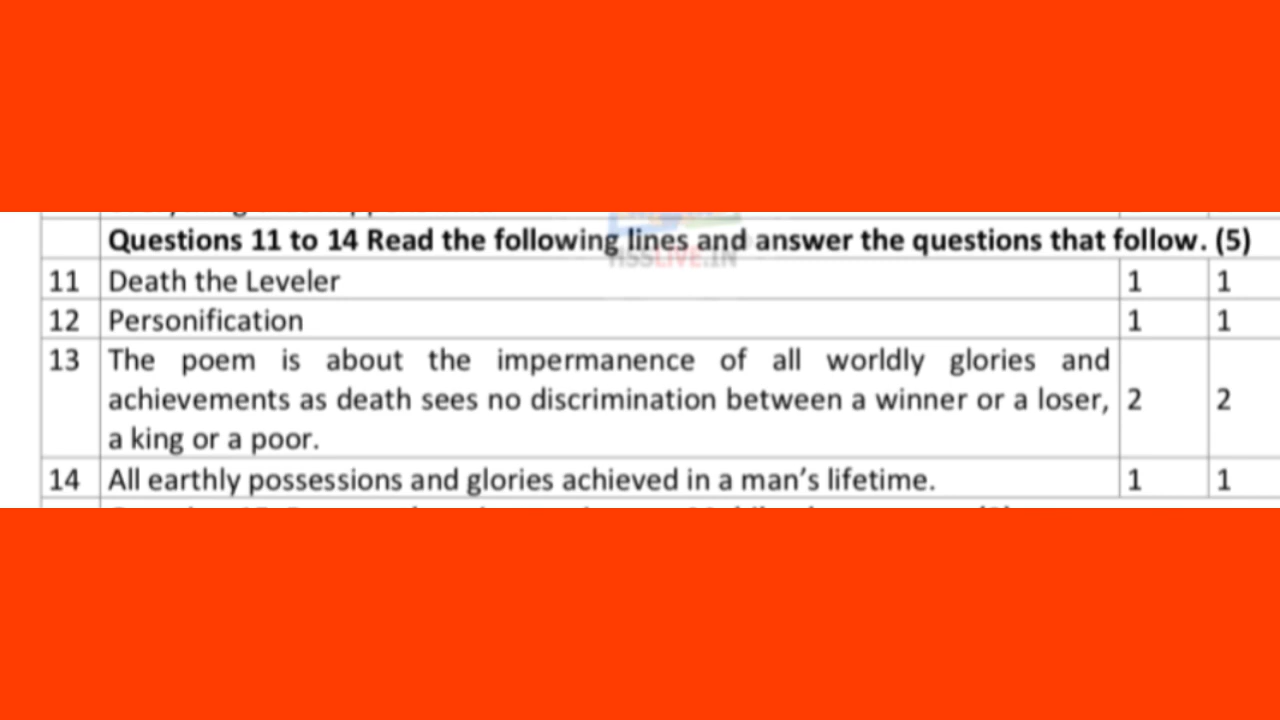 Questions 11 to 14 Read the following lines and answer the questions that follow. (5)
HSSLIVE.IN
11 Death the Leveler 1 1
12 Personification 1 1
13 The poem is about the impermanence of all worldly glories and
achievements as death sees no discrimination between a winner or a loser, 2 2
a king or a poor.
14 All earthly possessions and glories achieved in a man's lifetime. 1 1